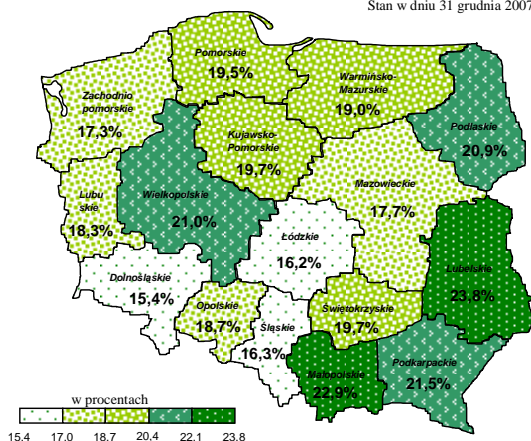 Stan w dniu 31 grudnia 2007
Pomorskie
19,5%
Warmińsko-
Mazurskie
19,0%
Zachodnio
pomorskie
17,3%
Podlaskie
20,9%
Kujawsko-
Pomorskie
19,7%
Mazowieckie
17,7%
Lubu
skie
18,3%
Wielkopolskie
21,0%
Łódzkie
16,2%
Lubelskie
23,8%
Dolnośląskie
15,4%
Opolskie
18,7%
Śląskie
16,3%
Świętokrzyskie
19,7%
Małopolskie
22,9%
Podkarpackie
21,5%
w procentach
15.4 17.0 18.7 20.4 22.1 23.8